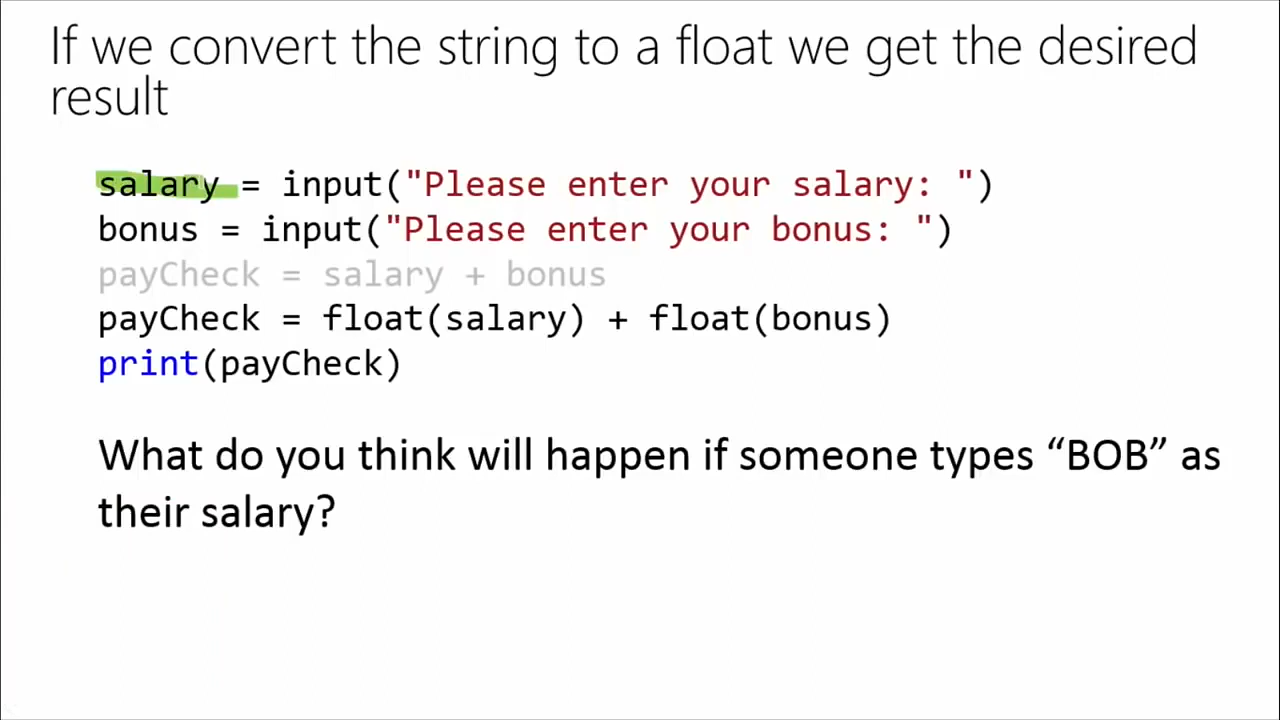 If we convert the string to a float we get the desired
result
salary = input("Please enter your salary: ")
bonus = input("Please enter your bonus: ")
payCheck = salary + bonus
payCheck = float(salary) + float(bonus)
print(payCheck)
What do you think will happen if someone types “BOB” as
their salary?